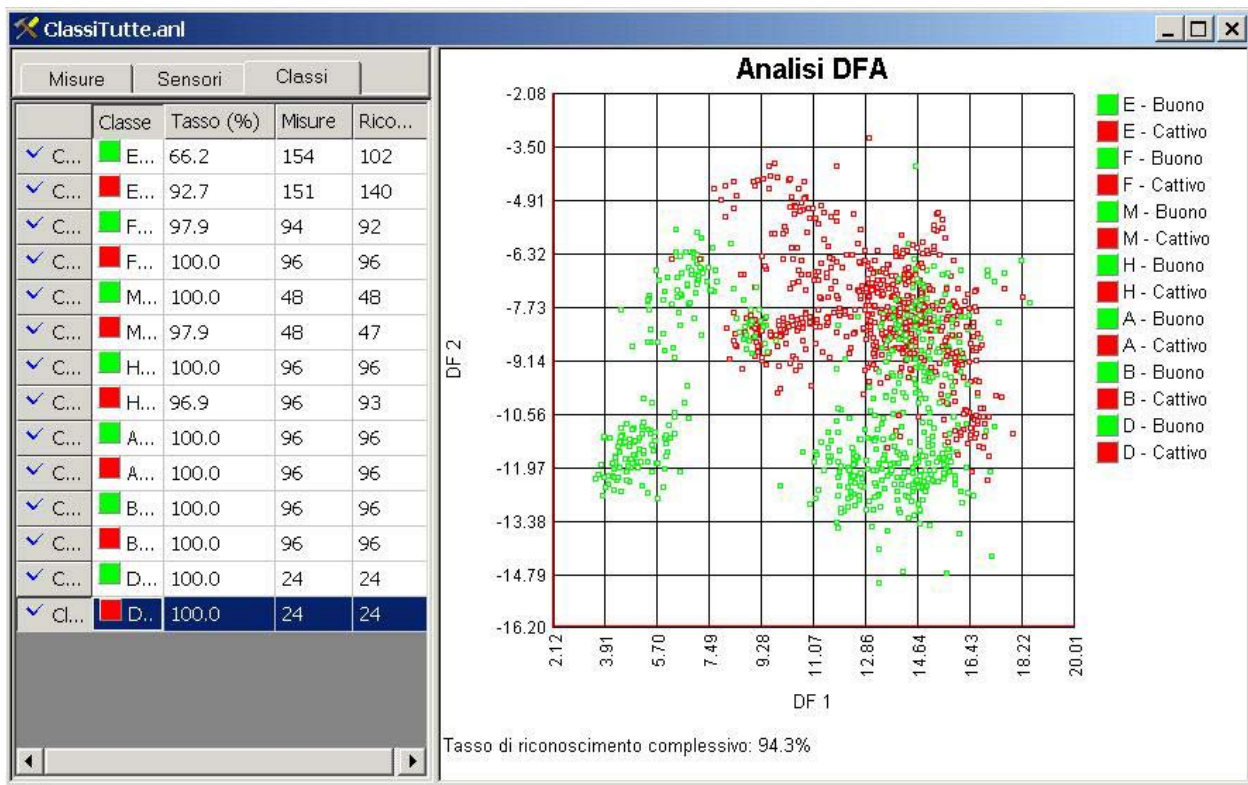 ClassiTutte.anl
Misure Sensori Classi
Classe Tasso (%) Misure Rico...
C... E... 66.2 154 102
C... E... 92.7 151 140
C... F... 97.9 94 92
C... F... 100.0 96 96
C... M... 100.0 48 48
C... M... 97.9 48 47
C... H... 100.0 96 96
C... H... 96.9 96 93
C... A... 100.0 96 96
C... A... 100.0 96 96
C... B... 100.0 96 96
C... B... 100.0 96 96
C... D... 100.0 24 24
Cl... D.. 100.0 24 24
Analisi DFA
DF 2
-2.08
-3.50
-4.91
-6.32
-7.73
-9.14
-10.56
-11.97
-13.38
-14.79
-16.20
2.12 3.91 5.70 7.49 9.28 11.07 12.86 14.64 16.43 18.22 20.01
DF 1
E - Buono
E - Cattivo
F - Buono
F - Cattivo
M - Buono
M - Cattivo
H - Buono
H - Cattivo
A - Buono
A - Cattivo
B - Buono
B - Cattivo
D - Buono
D - Cattivo
Tasso di riconoscimento complessivo: 94.3%